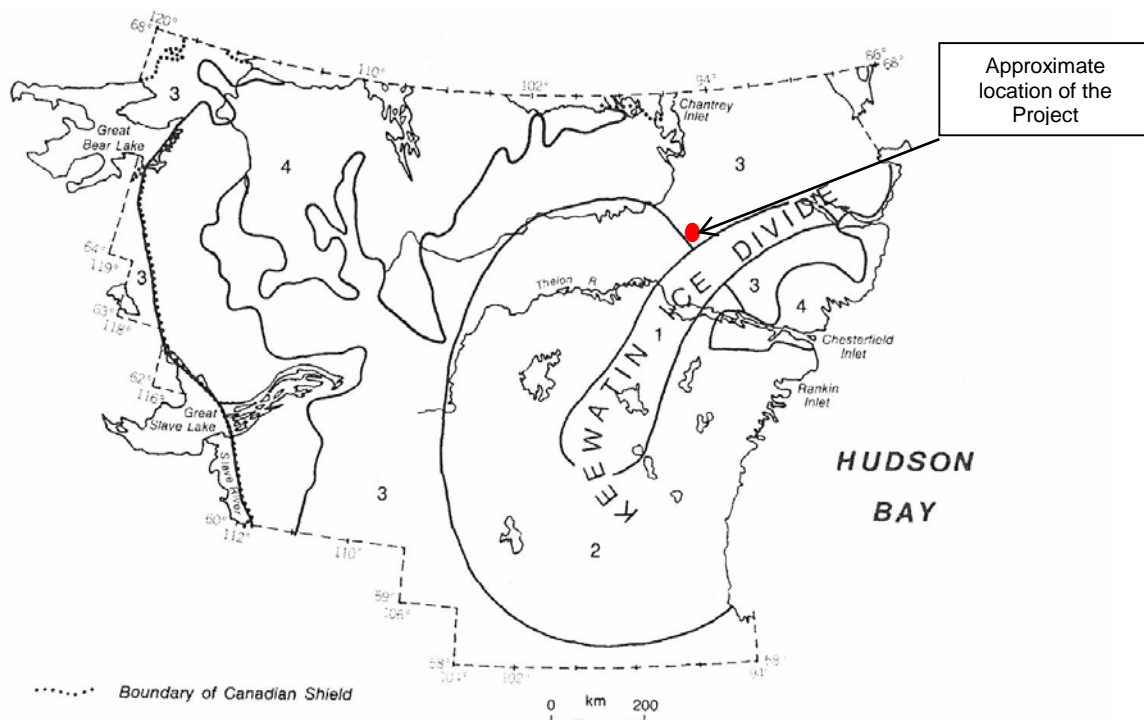 120°
68°
110°
102°
94°
86°
68°
Approximate
location of the
Project
3
Great
Bear Lake
4
Chantrey
Inlet
3
64°
119°
3
63°
118°
62°
116°
Thelon R
KEEWATIN ICE DIVIDE
1
3
4
Chesterfield
Inlet
Rankin
Inlet
Great
Slave Lake
Slave River
3
HUDSON
BAY
60°
112°
110°
2
59°
106°
58°
104°
102°
58°
94°
Boundary of Canadian Shield
km
0 200